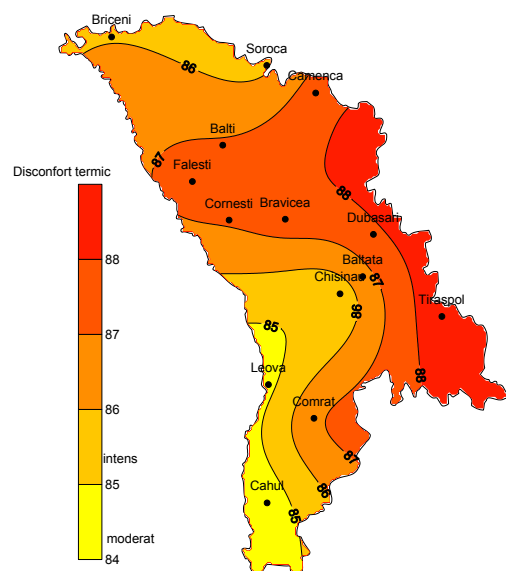 Briceni
Soroca
86
Camenca
Balti
87
Falesti
Disconfort termic
88
Cornesti
Bravicea
Dubasari
Baltata
87
Chisinau
86
Tiraspol
85
Leova
88
Comrat
87
86
Cahul
85
88
87
86
intens
85
moderat
84